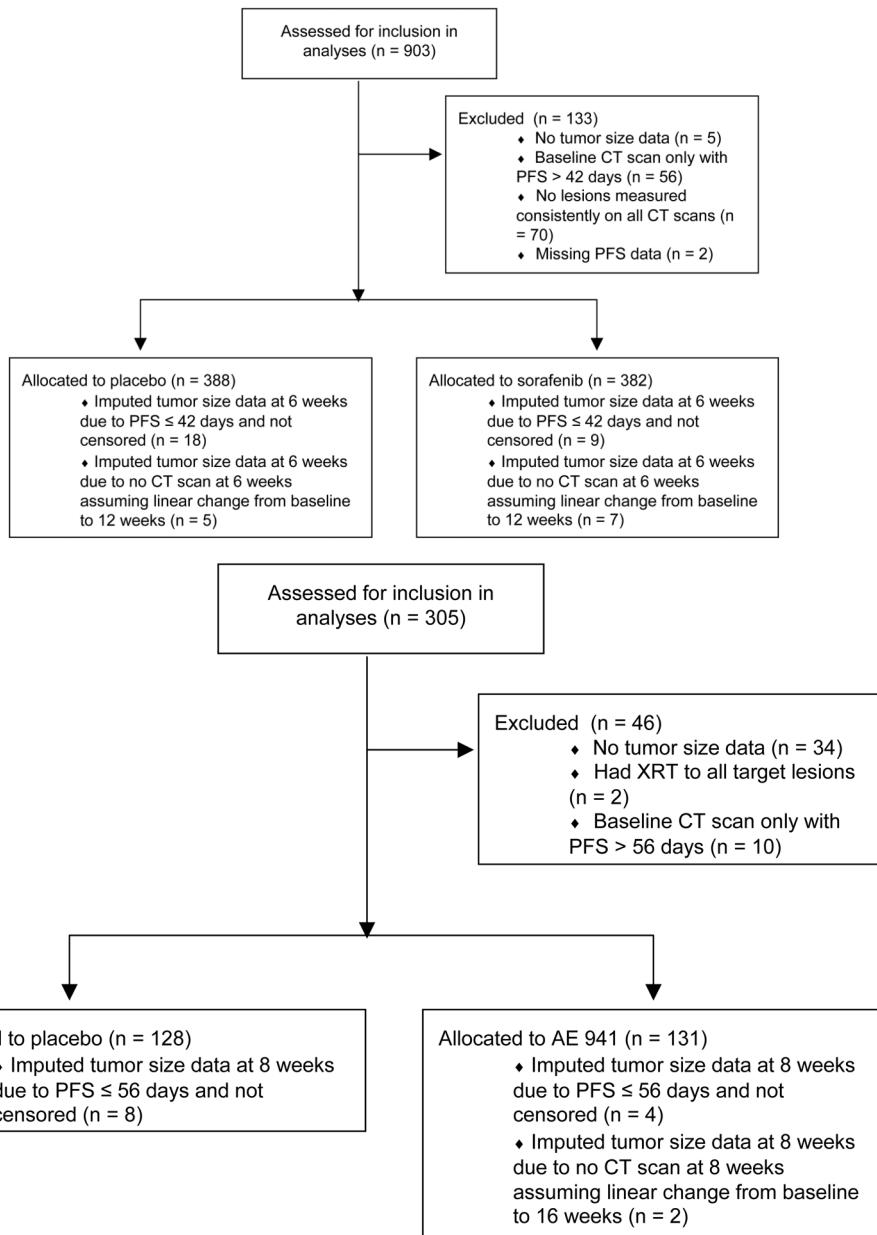 Assessed for inclusion in
analyses (n = 903)
Excluded  (n = 133)
♦ No tumor size data (n = 5)
♦ Baseline CT scan only with
PFS > 42 days (n = 56)
♦ No lesions measured
consistently on all CT scans (n
= 70)
♦ Missing PFS data (n = 2)
Allocated to placebo (n = 388)
♦ Imputed tumor size data at 6 weeks
due to PFS ≤ 42 days and not
censored (n = 18)
♦ Imputed tumor size data at 6 weeks
due to no CT scan at 6 weeks
assuming linear change from baseline
to 12 weeks (n = 5)
Allocated to sorafenib (n = 382)
♦ Imputed tumor size data at 6 weeks
due to PFS ≤ 42 days and not
censored (n = 9)
♦ Imputed tumor size data at 6 weeks
due to no CT scan at 6 weeks
assuming linear change from baseline
to 12 weeks (n = 7)
Assessed for inclusion in
analyses (n = 305)
Excluded  (n = 46)
♦ No tumor size data (n = 34)
♦ Had XRT to all target lesions
(n = 2)
♦ Baseline CT scan only with
PFS > 56 days (n = 10)
to placebo (n = 128)
♦ Imputed tumor size data at 8 weeks
due to PFS ≤ 56 days and not
censored (n = 8)
Allocated to AE 941 (n = 131)
♦ Imputed tumor size data at 8 weeks
due to PFS ≤ 56 days and not
censored (n = 4)
♦ Imputed tumor size data at 8 weeks
due to no CT scan at 8 weeks
assuming linear change from baseline
to 16 weeks (n = 2)